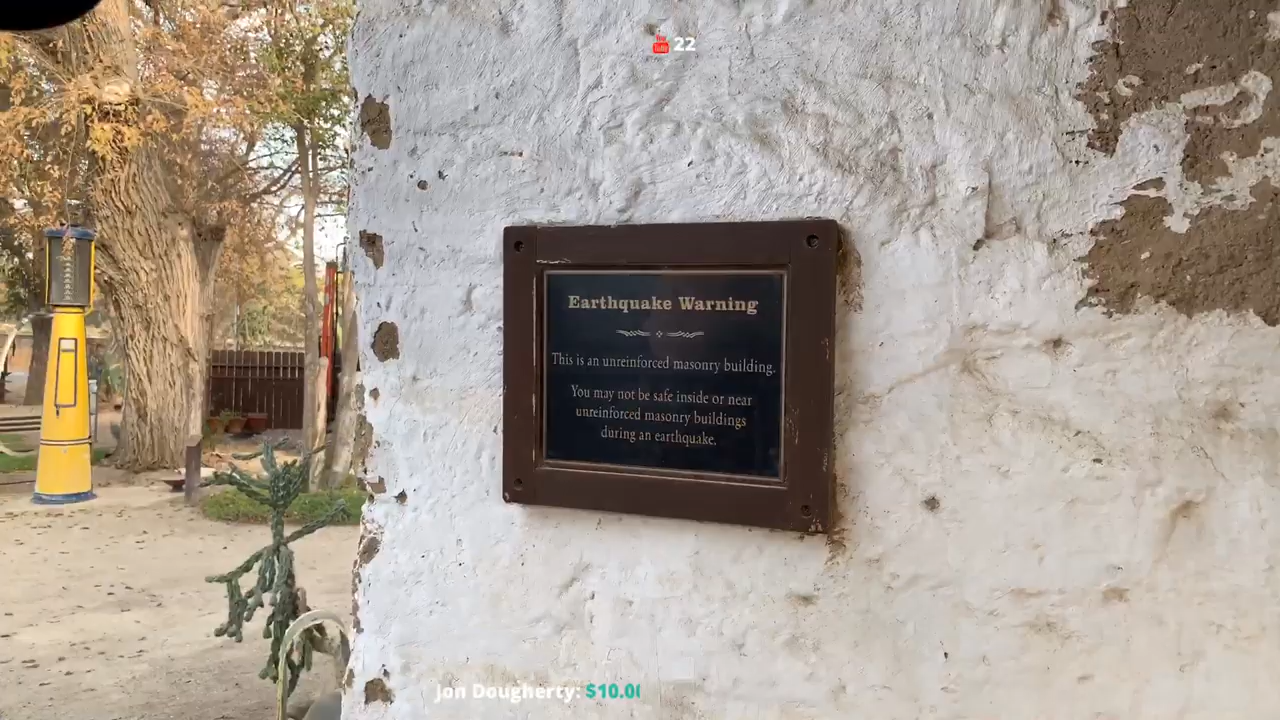 22
Earthquake Warning
This is an unreinforced masonry building.
You may not be safe inside or near
unreinforced masonry buildings
during an earthquake.
Jon Dougherty: $10.0